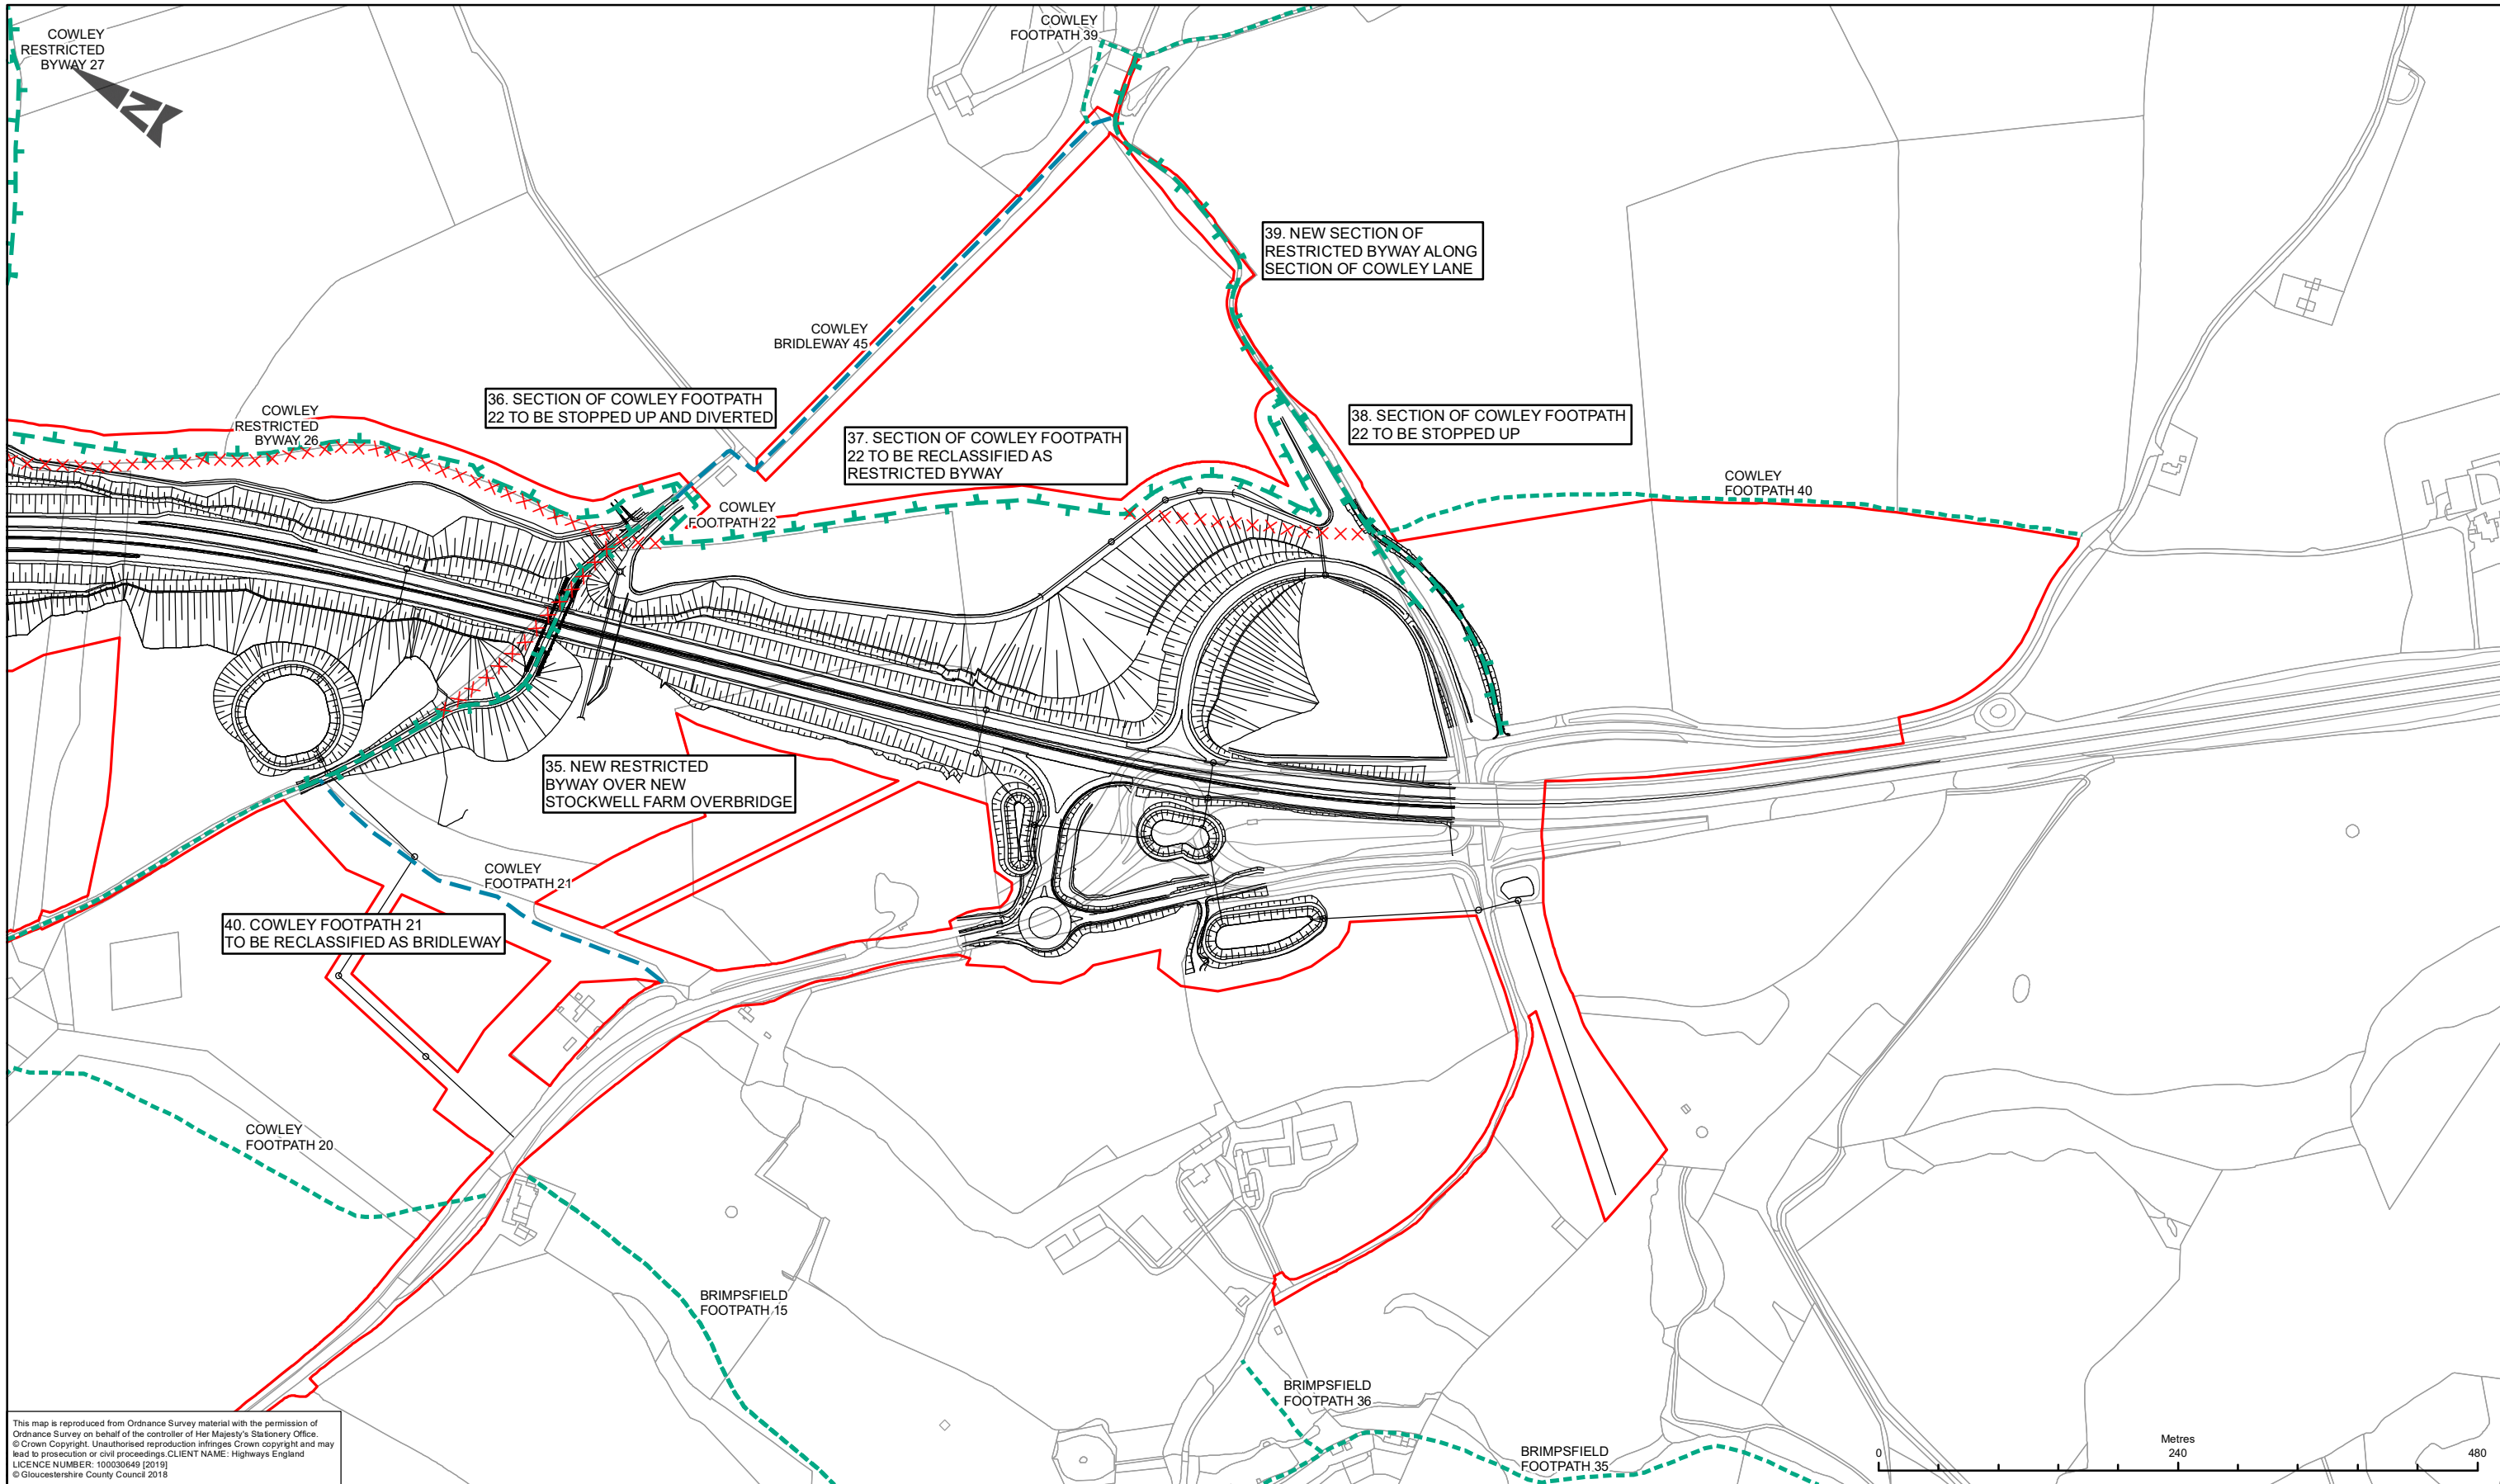 COWLEY
RESTRICTED
BYWAY 27
N
COWLEY
FOOTPATH 39
39. NEW SECTION OF
RESTRICTED BYWAY ALONG
SECTION OF COWLEY LANE
COWLEY
BRIDLEWAY 45
36. SECTION OF COWLEY FOOTPATH
22 TO BE STOPPED UP AND DIVERTED
COWLEY
RESTRICTED
BYWAY 26
37. SECTION OF COWLEY FOOTPATH
22 TO BE RECLASSIFIED AS
RESTRICTED BYWAY
38. SECTION OF COWLEY FOOTPATH
22 TO BE STOPPED UP
COWLEY
FOOTPATH 40
COWLEY
FOOTPATH 22
35. NEW RESTRICTED
BYWAY OVER NEW
STOCKWELL FARM OVERBRIDGE
COWLEY
FOOTPATH 21
40. COWLEY FOOTPATH 21
TO BE RECLASSIFIED AS BRIDLEWAY
COWLEY
FOOTPATH 20
BRIMPSFIELD
FOOTPATH 15
BRIMPSFIELD
FOOTPATH 36
BRIMPSFIELD
FOOTPATH 35
Metres
0 240 480
This map is reproduced from Ordnance Survey material with the permission of
Ordnance Survey on behalf of the controller of Her Majesty's Stationery Office.
© Crown Copyright. Unauthorised reproduction infringes Crown copyright and may
lead to prosecution or civil proceedings.CLIENT NAME: Highways England
LICENCE NUMBER: 100030649 [2019]
© Gloucestershire County Council 2018